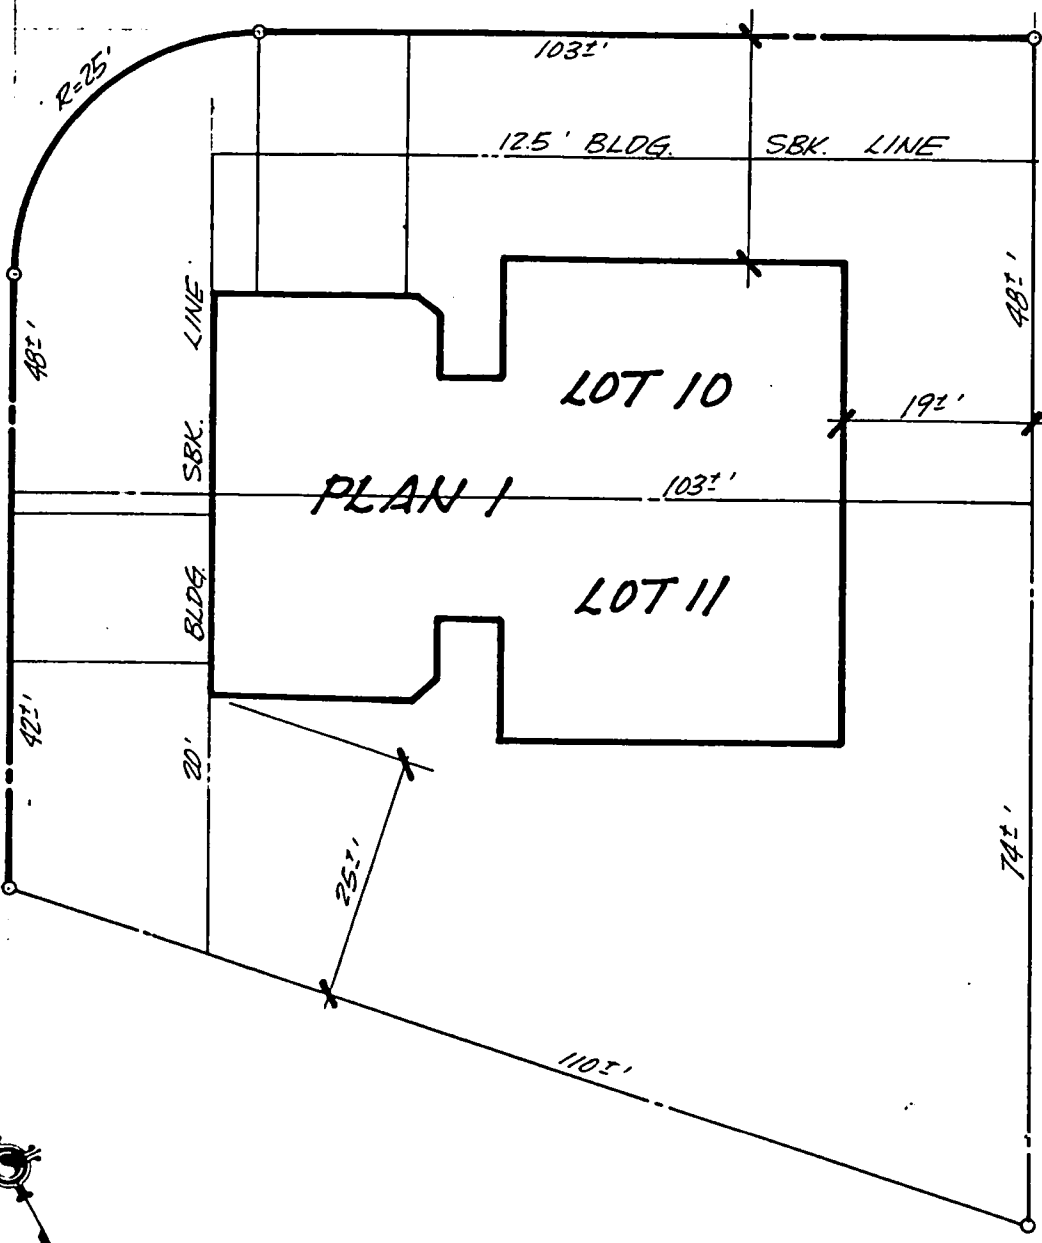 R=25'
103±'
12.5' BLDG. SBK. LINE
48±'
48±'
BLDG. SBK. LINE
20'
LOT 10
19±'
PLAN 1
103±'
LOT 11
42±'
25±'
74±'
110±'